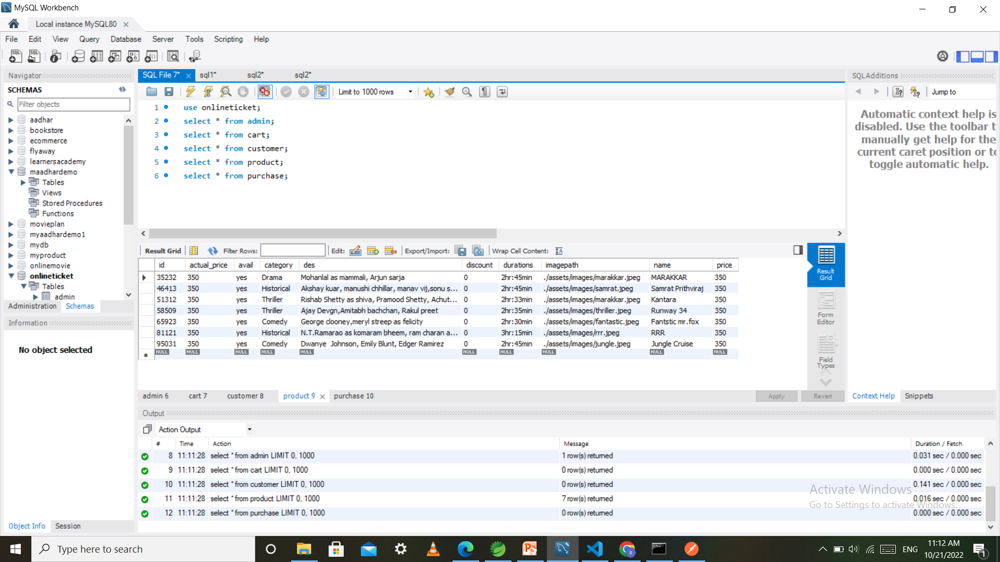 MySQL Workbench
Local instance MySQL80
File Edit View Query Database Server Tools Scripting Help
Navigator
SCHEMAS
Filter objects
aadhar
bookstore
ecommerce
flyaway
learnersacademy
maadhardemo
Tables
Views
Stored Procedures
Functions
movieplan
myaadhardemo1
mydb
myproduct
onlinemovie
onlineticket
Tables
admin
Administration Schemas
Information
No object selected
Object Info Session
SQL File 7* sql1* sql2* sql2*
Limit to 1000 rows
1 use onlineticket;
2 select * from admin;
3 select * from cart;
4 select * from customer;
5 select * from product;
6 select * from purchase;
Result Grid Filter Rows: Edit: Export/Import: Wrap Cell Content:
id actual_price avail category des discount durations imagepath name price
35232 350 yes Drama Mohanlal as mammali, Arjun sarja 0 2hr:45min ./assets/images/marakkar.jpeg MARAKKAR 350
46413 350 yes Historical Akshay kuar, manushi chhillar, manav vij,sonu s... 0 2hr:45min ./assets/images/samrat.jpeg Samrat Prithviraj 350
51312 350 yes Thriller Rishab Shetty as shiva, Pramood Shetty, Achut... 0 2hr:33min ./assets/images/marakkar.jpeg Kantara 350
58509 350 yes Thriller Ajay Devgn,Amitabh bachchan, Rakul preet 0 2hr:35min ./assets/images/thriller.jpeg Runway 34 350
65923 350 yes Comedy George clooney,meryl streep as felicity 0 2hr:30min ./assets/images/fantastic.jpeg Fantstic mr.fox 350
81121 350 yes Historical N.T.Ramarao as komaram bheem, ram charan a... 0 3hr:15min ./assets/images/rrr.jpeg RRR 350
95031 350 yes Comedy Dwanye Johnson, Emily Blunt, Edger Ramirez 0 2hr:45min ./assets/images/jungle.jpeg Jungle Cruise 350
NULL NULL NULL NULL NULL NULL NULL NULL NULL NULL
Result Grid
Form Editor
Field Types
admin 6 cart 7 customer 8 product 9 purchase 10
Apply Revert
SQLAdditions
Jump to
Automatic context help is
disabled. Use the toolbar t
manually get help for the
current caret position or to
toggle automatic help.
Context Help Snippets
Output
Action Output
# Time Action Message Duration / Fetch
8 11:11:28 select * from admin LIMIT 0, 1000 1 row(s) returned 0.031 sec / 0.000 sec
9 11:11:28 select * from cart LIMIT 0, 1000 0 row(s) returned 0.000 sec / 0.000 sec
10 11:11:28 select * from customer LIMIT 0, 1000 0 row(s) returned 0.141 sec / 0.000 sec
11 11:11:28 select * from product LIMIT 0, 1000 7 row(s) returned 0.016 sec / 0.000 sec
12 11:11:28 select * from purchase LIMIT 0, 1000 0 row(s) returned 0.000 sec / 0.000 sec
Activate Windows
Go to Settings to activate Windows.
Type here to search
ENG
11:12 AM
10/21/2022
1